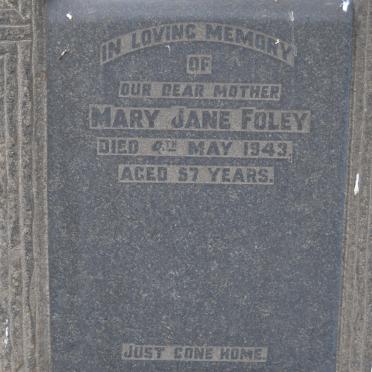 IN LOVING MEMORY
OF
OUR DEAR MOTHER
MARY JANE FOLEY
DIED 4TH MAY 1943,
AGED 57 YEARS.
JUST GONE HOME.